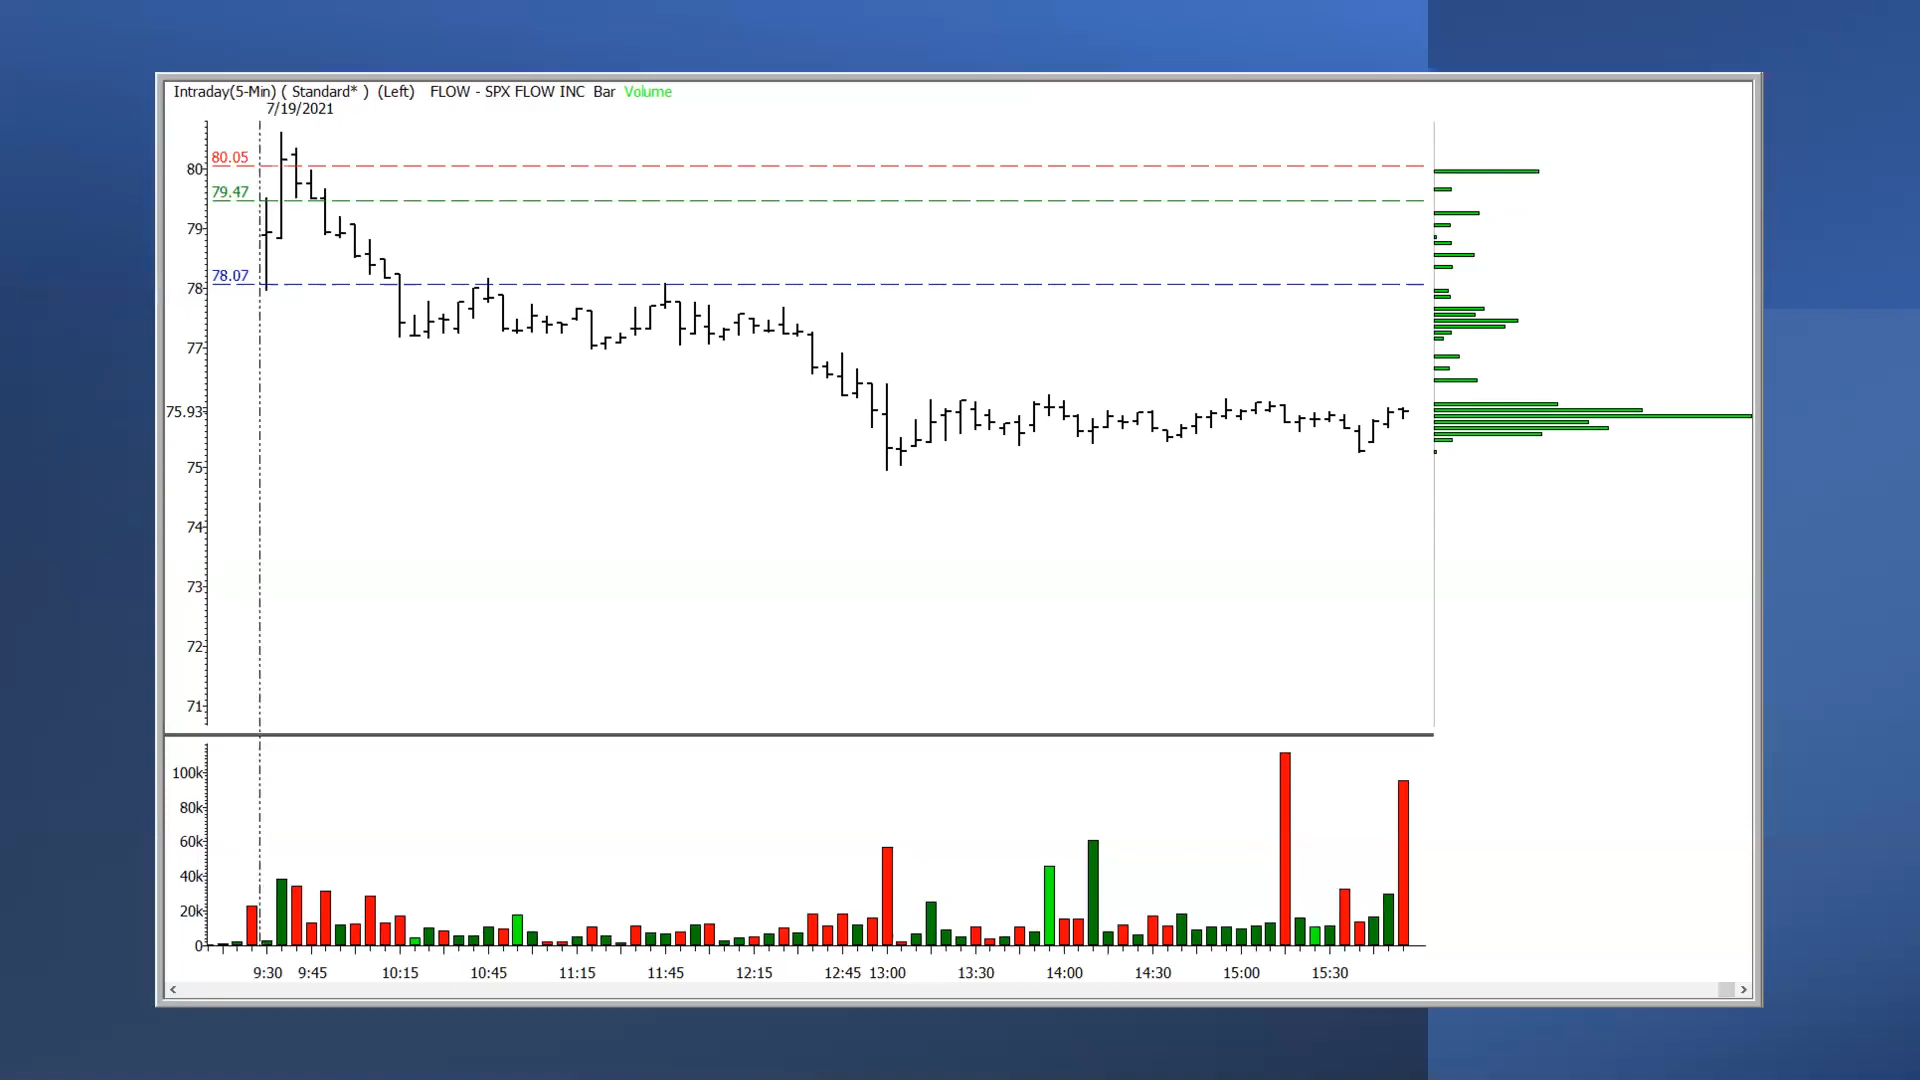 Intraday(5-Min) ( Standard* ) (Left) FLOW - SPX FLOW INC Bar Volume
7/19/2021
80.05
80
79.47
79
78.07
78
77
75.93
75
74
73
72
71
100k
80k
60k
40k
20k
0
9:30 9:45 10:15 10:45 11:15 11:45 12:15 12:45 13:00 13:30 14:00 14:30 15:00 15:30